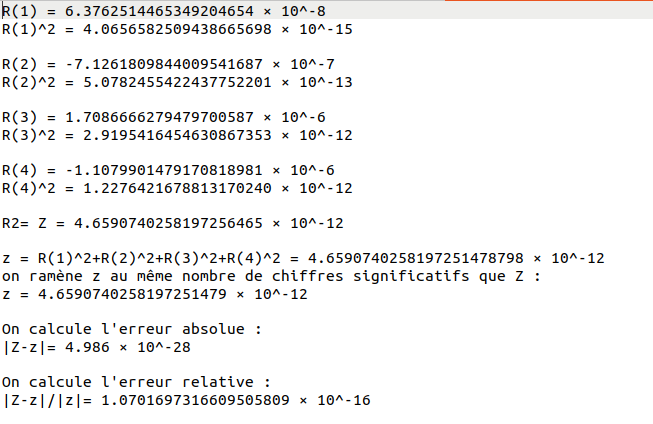 R(1) = 6.3762514465349204654 × 10^-8
R(1)^2 = 4.0656582509438665698 × 10^-15
R(2) = -7.1261809844009541687 × 10^-7
R(2)^2 = 5.0782455422437752201 × 10^-13
R(3) = 1.7086666279479700587 × 10^-6
R(3)^2 = 2.9195416454630867353 × 10^-12
R(4) = -1.1079901479170818981 × 10^-6
R(4)^2 = 1.2276421678813170240 × 10^-12
R2= Z = 4.6590740258197256465 × 10^-12
z = R(1)^2+R(2)^2+R(3)^2+R(4)^2 = 4.6590740258197251478798 × 10^-12
on ramène z au même nombre de chiffres significatifs que Z :
z = 4.6590740258197251479 × 10^-12
On calcule l'erreur absolue :
|Z-z|= 4.986 × 10^-28
On calcule l'erreur relative :
|Z-z|/|z|= 1.0701697316609505809 × 10^-16